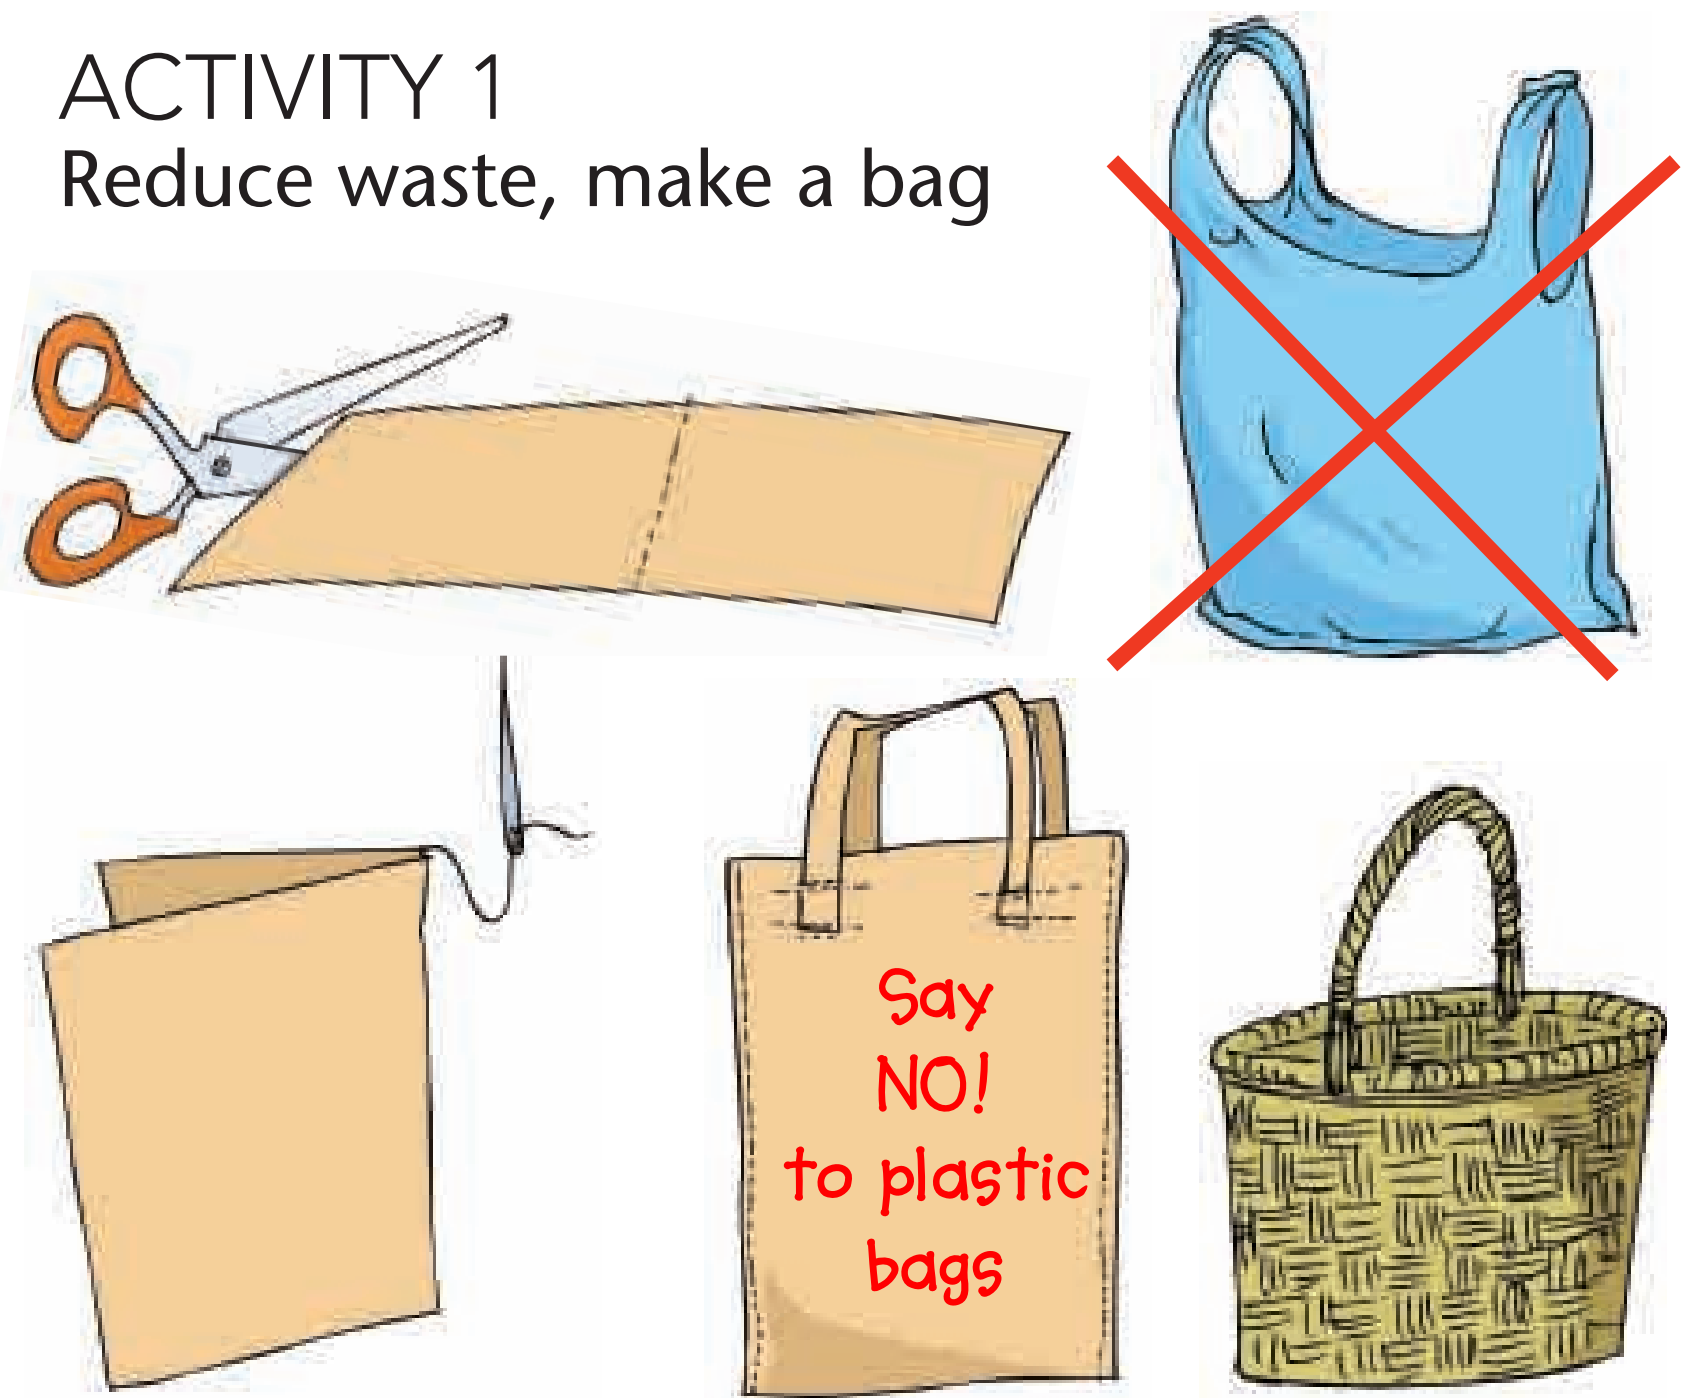 ACTIVITY 1
Reduce waste, make a bag
Say
NO!
to plastic
bags